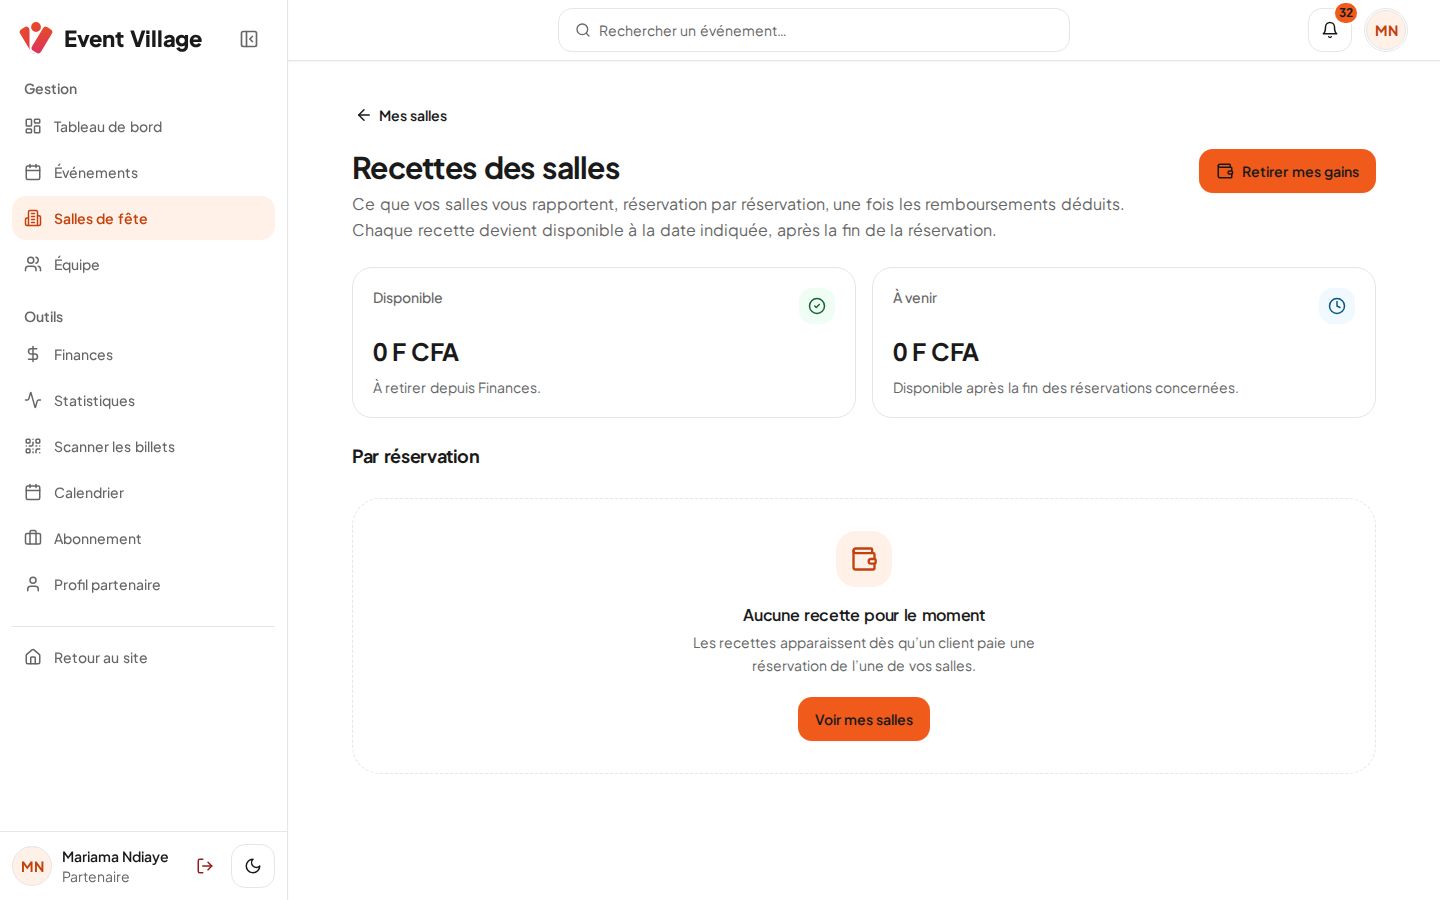 Event Village
Gestion
Tableau de bord
Événements
Salles de fête
Équipe
Outils
Finances
Statistiques
Scanner les billets
Calendrier
Abonnement
Profil partenaire
Retour au site
MN
Mariama Ndiaye
Partenaire
Rechercher un événement...
32
MN
Mes salles
Recettes des salles
Retirer mes gains
Ce que vos salles vous rapportent, réservation par réservation, une fois les remboursements déduits.
Chaque recette devient disponible à la date indiquée, après la fin de la réservation.
Disponible
0 F CFA
À retirer depuis Finances.
À venir
0 F CFA
Disponible après la fin des réservations concernées.
Par réservation
Aucune recette pour le moment
Les recettes apparaissent dès qu’un client paie une
réservation de l’une de vos salles.
Voir mes salles